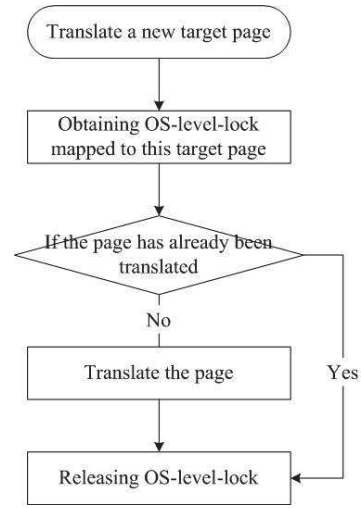 Translate a new target page
Obtaining OS-level-lock
mapped to this target page
If the page has already been
translated
No
Translate the page
Yes
Releasing OS-level-lock